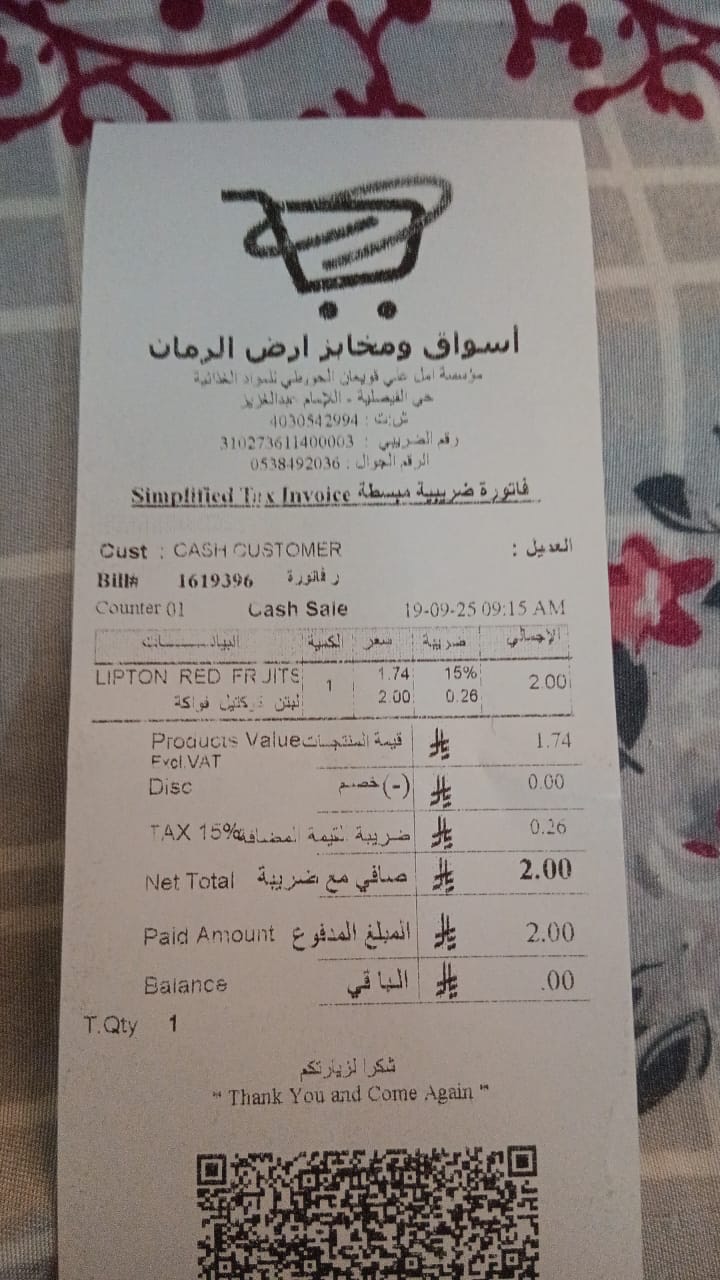 أسواق ومخابز ارض الرمان
مؤسسة امل علي قويعان الحورطي للمواد الغذائية
حي الفيصلية - الإمام عبدالعزيز
س:ت : 4030542994
رقم الضريبي : 310273611400003
الرقم الجوال : 0538492036
Simplified Tax Invoice فاتورة ضريبية مبسطة
Cust : CASH CUSTOMER العميل :
Bill# 1619396 ر فاتورة
Counter 01 Cash Sale 19-09-25 09:15 AM
البيانــــات الكمية سعر ضريبة الإجمالي
LIPTON RED FRUITS 1 1.74 15% 2.00
لبتن فواكة 2.00 0.26
Products Value قيمة المنتجات 1.74
Excl.VAT
Disc خصم (-) 0.00
TAX 15% ضريبة القيمة المضافة 0.26
Net Total صافي مع ضريبة 2.00
Paid Amount المبلغ المدفوع 2.00
Balance الباقي .00
T.Qty 1
شكرا لزيارتكم
" Thank You and Come Again "